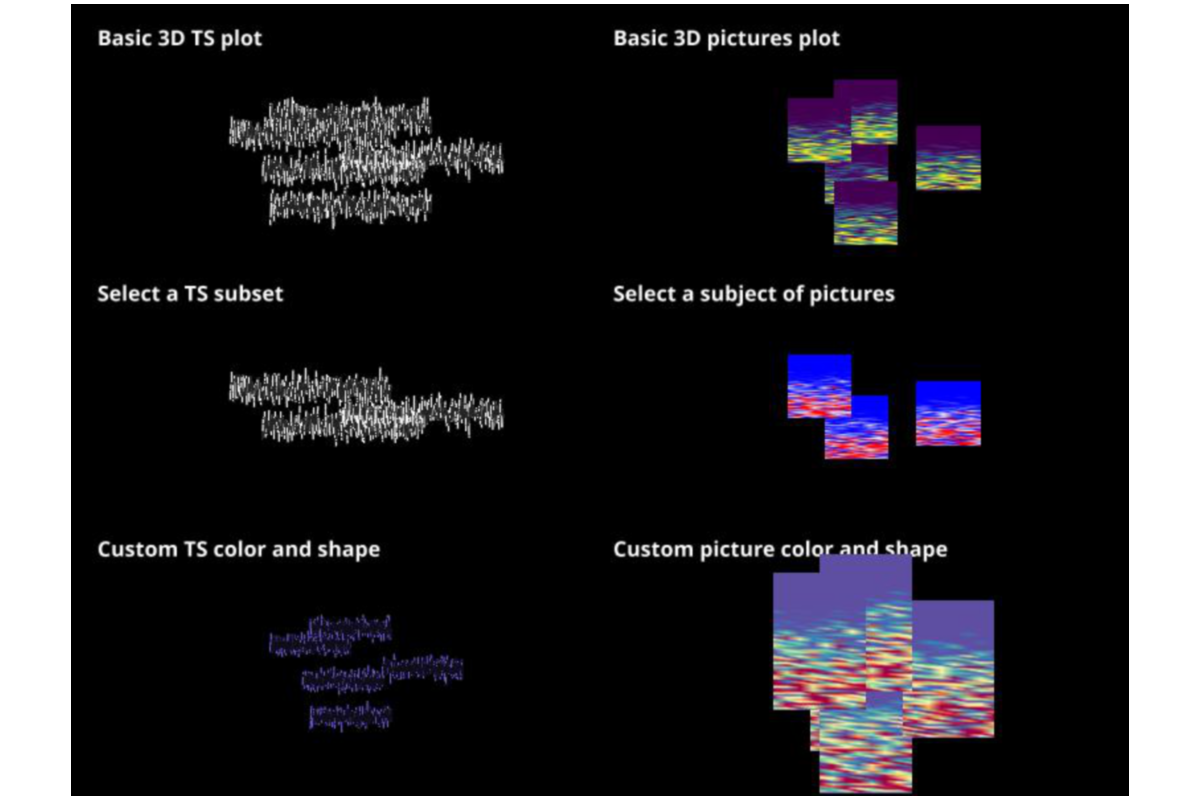 Basic 3D TS plot
Basic 3D pictures plot
Select a TS subset
Select a subject of pictures
Custom TS color and shape
Custom picture color and shape